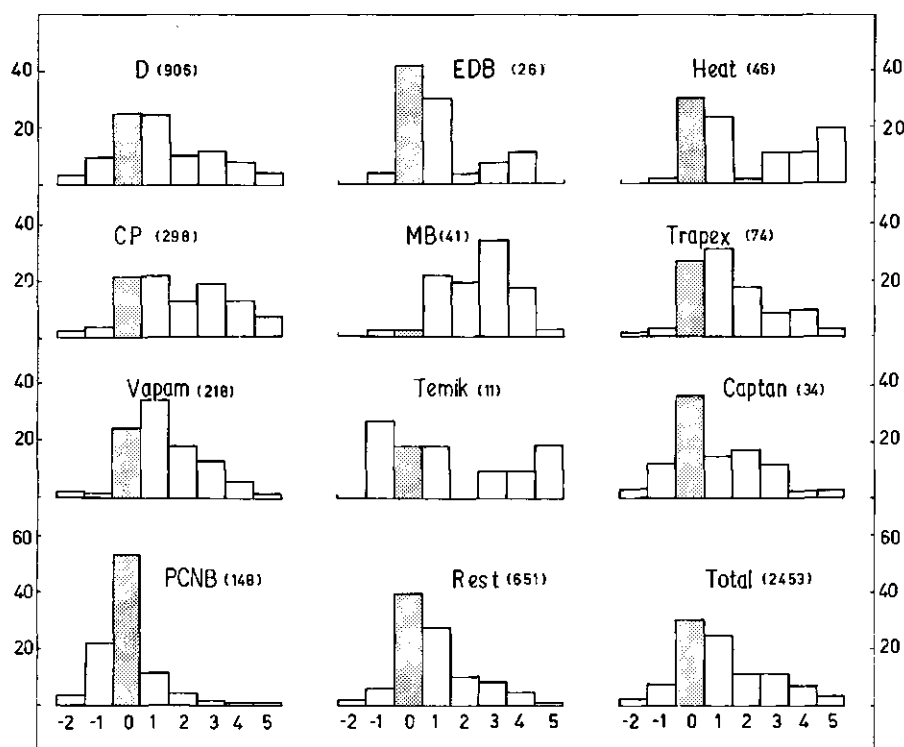 D (906) EDB (26) Heat (46)
40 40
20 20
CP (298) MB (41) Trapex (74)
40 40
20 20
Vapam (218) Temik (11) Captan (34)
40 40
20 20
60 60
PCNB (148) Rest (651) Total (2453)
40 40
20 20
-2 -1 0 1 2 3 4 5 -2 -1 0 1 2 3 4 5 -2 -1 0 1 2 3 4 5